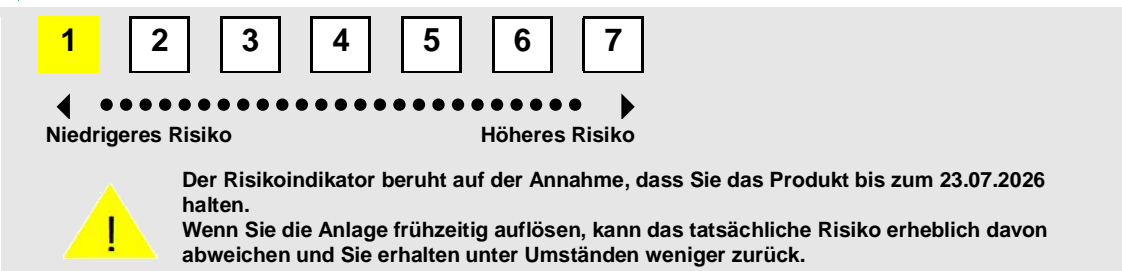 1 2 3 4 5 6 7
Niedrigeres Risiko Höheres Risiko
Der Risikoindikator beruht auf der Annahme, dass Sie das Produkt bis zum 23.07.2026
halten.
Wenn Sie die Anlage frühzeitig auflösen, kann das tatsächliche Risiko erheblich davon
abweichen und Sie erhalten unter Umständen weniger zurück.
!